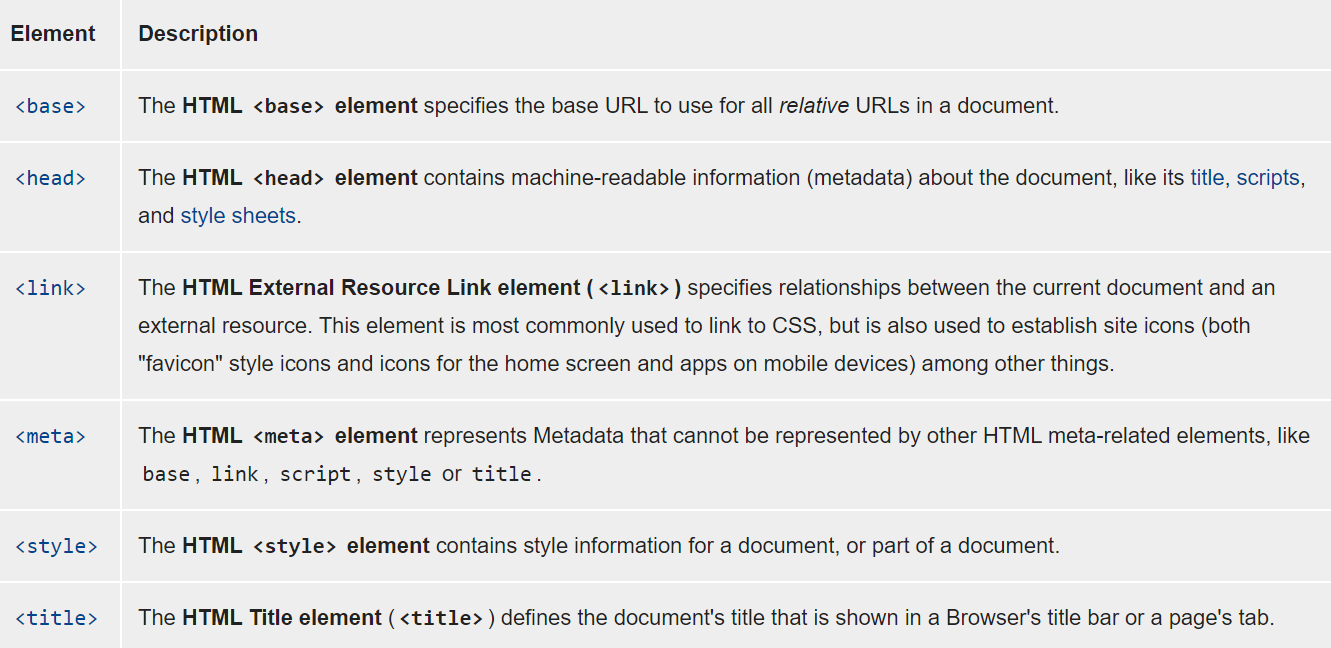 Element Description
<base> The HTML <base> element specifies the base URL to use for all relative URLs in a document.
<head> The HTML <head> element contains machine-readable information (metadata) about the document, like its title, scripts,
and style sheets.
<link> The HTML External Resource Link element (<link>) specifies relationships between the current document and an
external resource. This element is most commonly used to link to CSS, but is also used to establish site icons (both
"favicon" style icons and icons for the home screen and apps on mobile devices) among other things.
<meta> The HTML <meta> element represents Metadata that cannot be represented by other HTML meta-related elements, like
base, link, script, style or title.
<style> The HTML <style> element contains style information for a document, or part of a document.
<title> The HTML Title element (<title>) defines the document's title that is shown in a Browser's title bar or a page's tab.